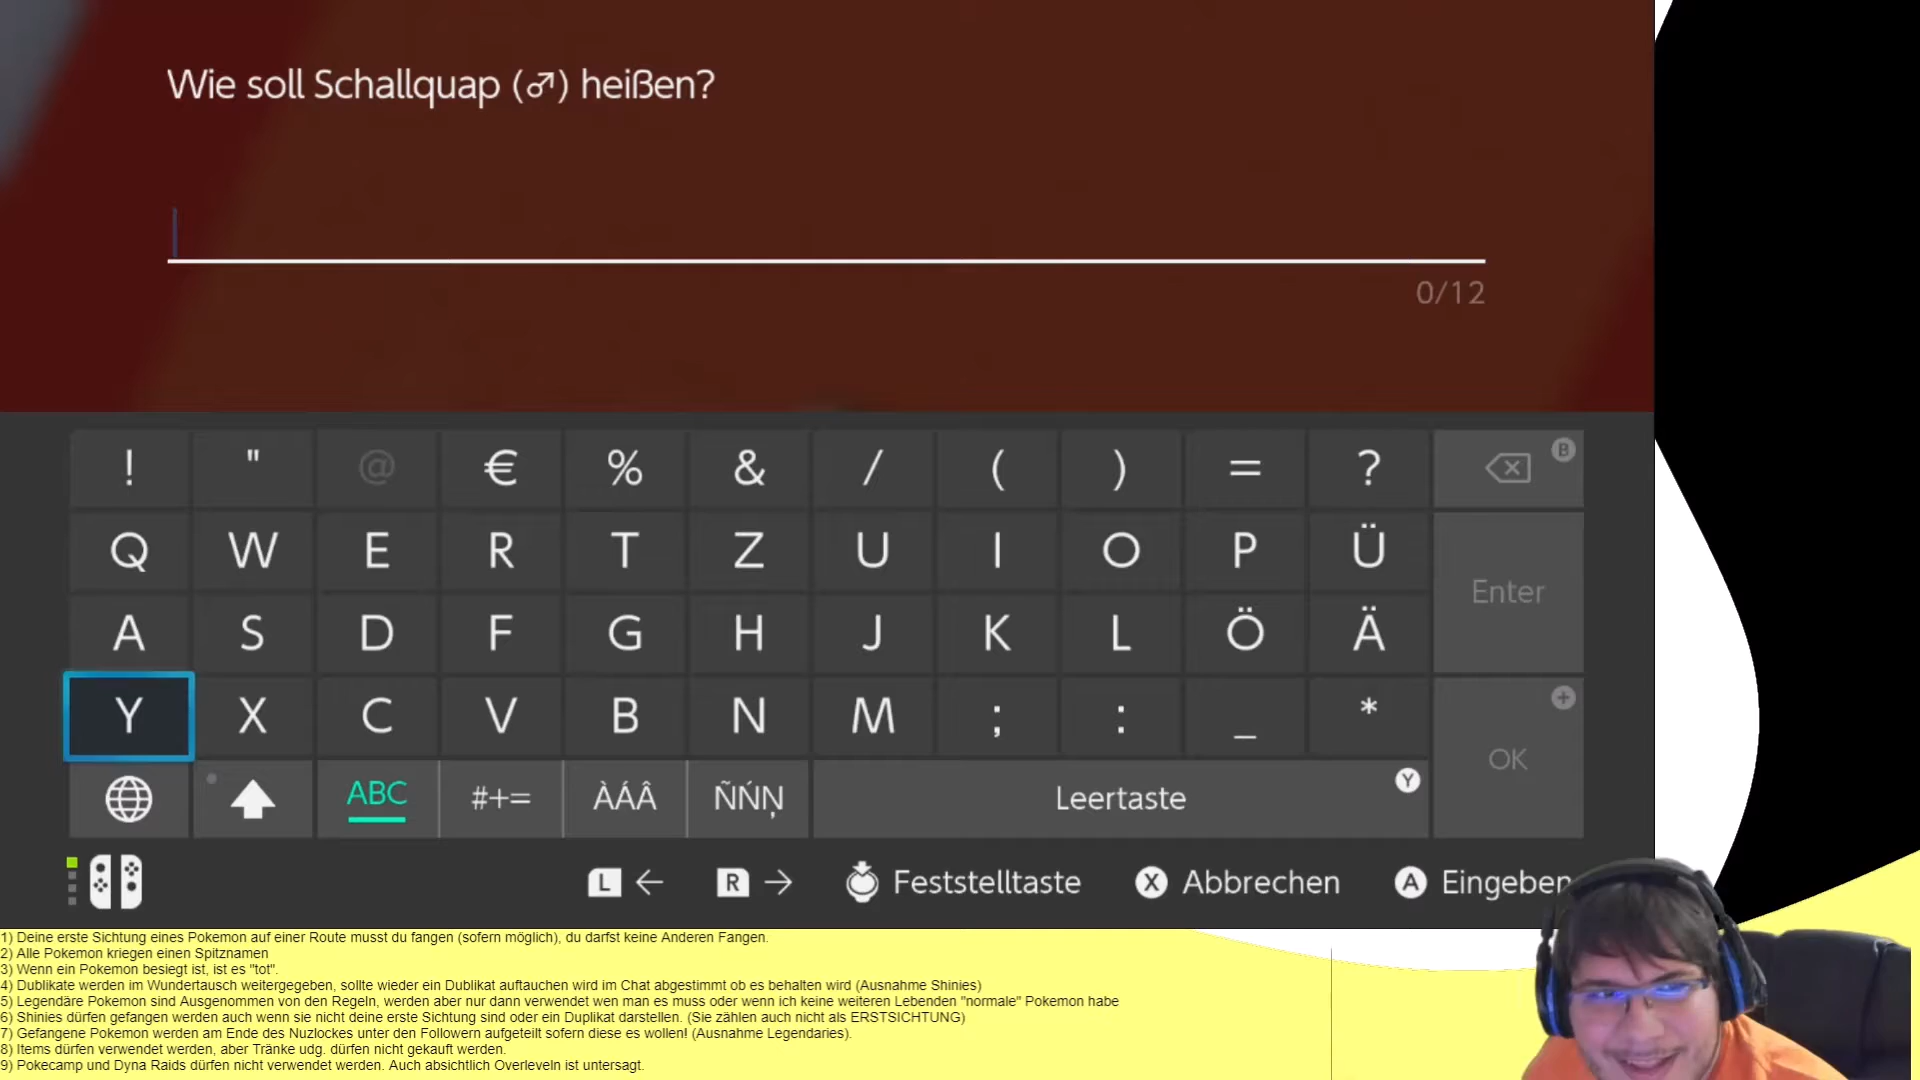 Wie soll Schallquap (♂) heißen?
0/12
! " @ € % & / ( ) = ? B
Q W E R T Z U I O P Ü
Enter
A S D F G H J K L Ö Ä
Y X C V B N M ; : _ * +
OK
ABC #+= ÀÁÂ ÑŃŅ Leertaste Y
L ← R → Feststelltaste X Abbrechen A Eingeben
1) Deine erste Sichtung eines Pokemon auf einer Route musst du fangen (sofern möglich), du darfst keine Anderen Fangen.
2) Alle Pokemon kriegen einen Spitznamen
3) Wenn ein Pokemon besiegt ist, ist es "tot".
4) Dublikate werden im Wundertausch weitergegeben, sollte wieder ein Dublikat auftauchen wird im Chat abgestimmt ob es behalten wird (Ausnahme Shinies)
5) Legendäre Pokemon sind Ausgenommen von den Regeln, werden aber nur dann verwendet wen man es muss oder wenn ich keine weiteren Lebenden "normale" Pokemon habe
6) Shinies dürfen gefangen werden auch wenn sie nicht deine erste Sichtung sind oder ein Duplikat darstellen. (Sie zählen auch nicht als ERSTSICHTUNG)
7) Gefangene Pokemon werden am Ende des Nuzlockes unter den Followern aufgeteilt sofern diese es wollen! (Ausnahme Legendaries).
8) Items dürfen verwendet werden, aber Tränke udg. dürfen nicht gekauft werden.
9) Pokecamp und Dyna Raids dürfen nicht verwendet werden. Auch absichtlich Overleveln ist untersagt.